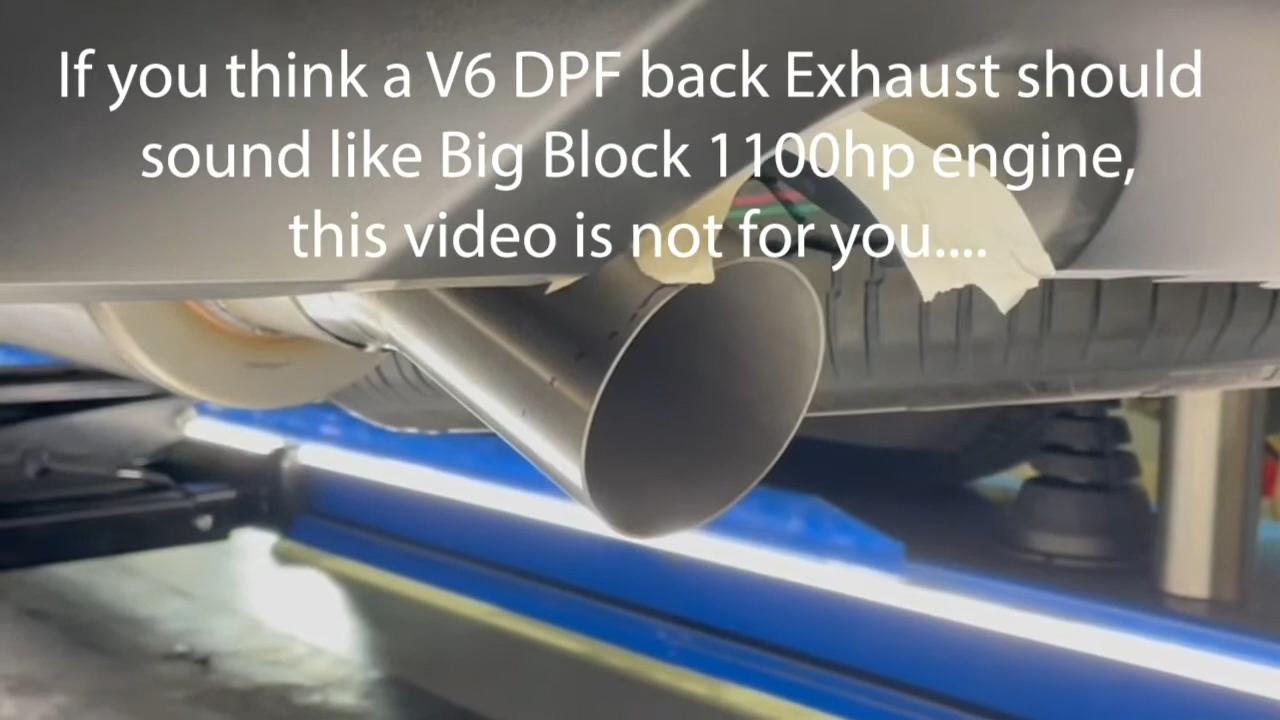 If you think a V6 DPF back Exhaust should
sound like Big Block 1100hp engine,
this video is not for you....